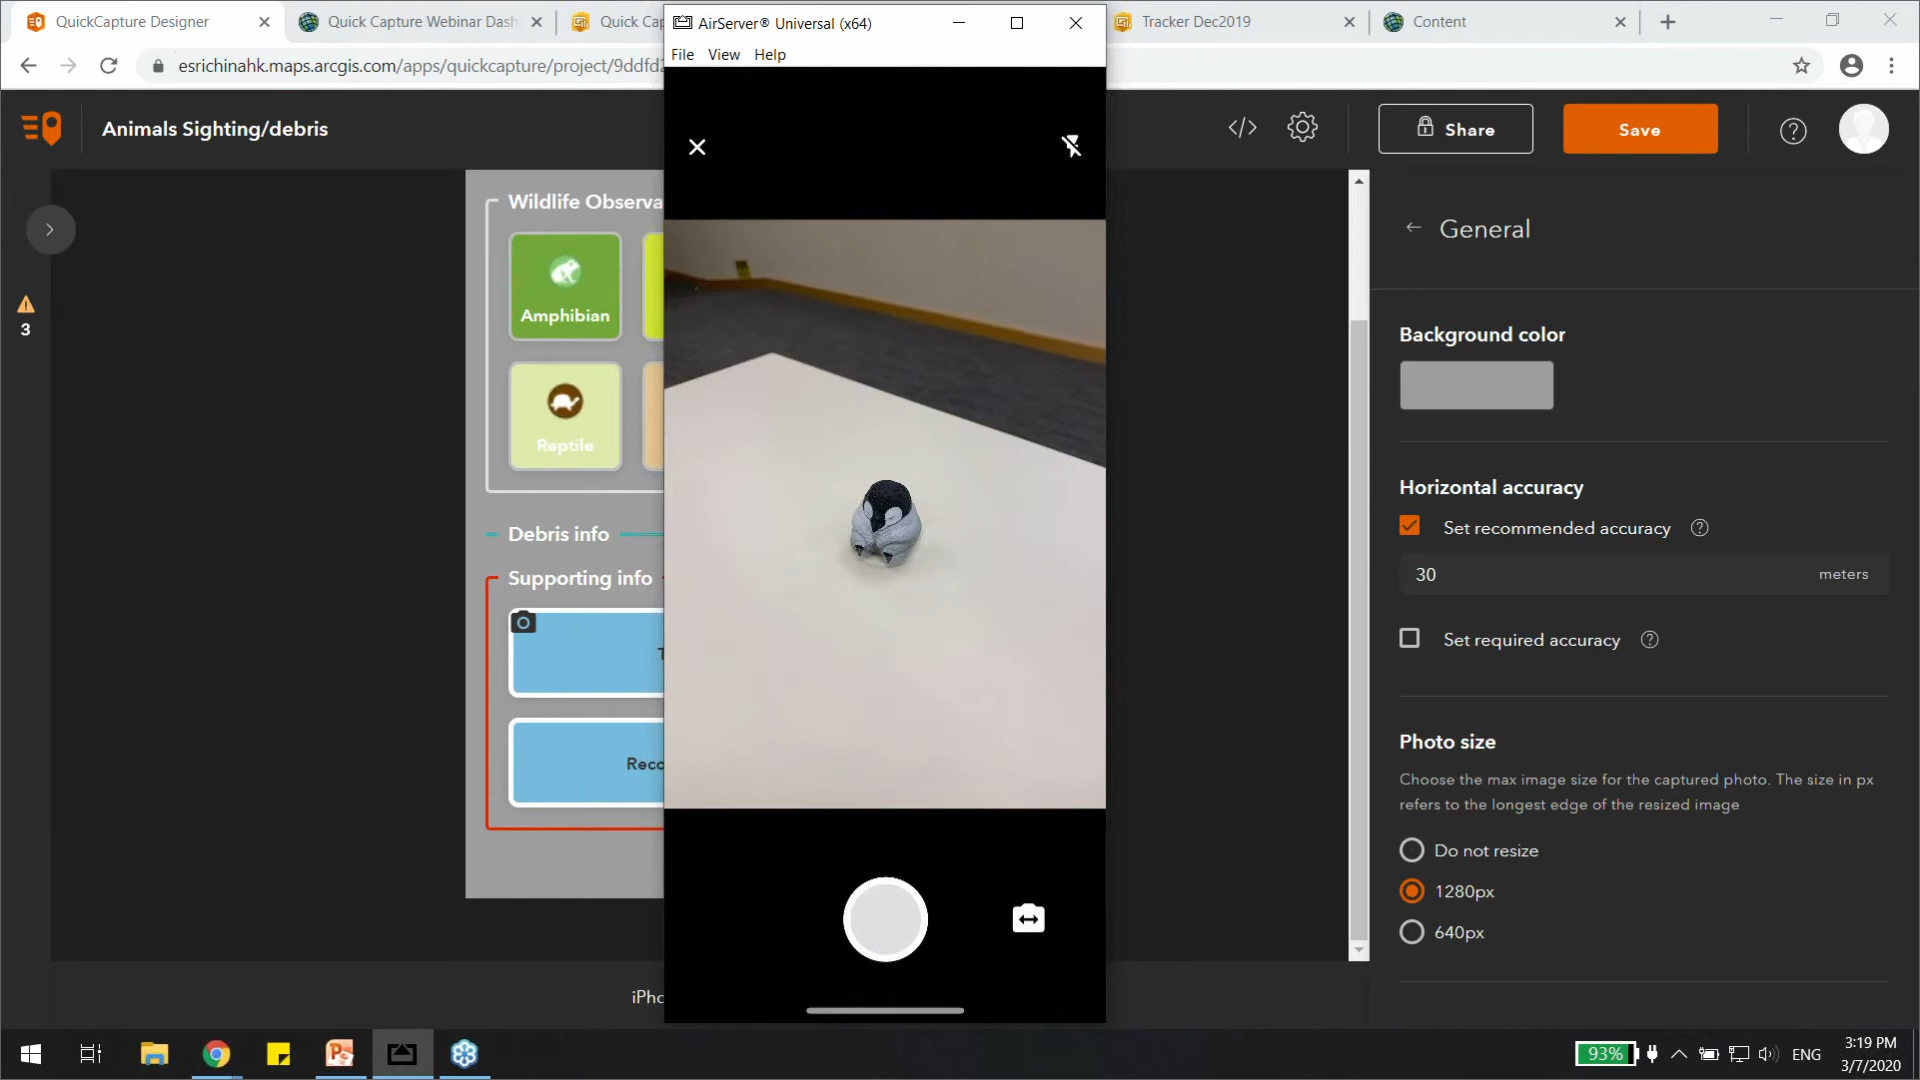 QuickCapture Designer
Quick Capture Webinar Dash
Quick Cap
AirServer® Universal (x64)
Tracker Dec2019
Content
File View Help
esrichinahk.maps.arcgis.com/apps/quickcapture/project/9ddfd
Animals Sighting/debris
Share
Save
Wildlife Observa
General
3
Amphibian
Background color
Reptile
Horizontal accuracy
Set recommended accuracy
Debris info
30 meters
Supporting info
Set required accuracy
T
Photo size
Reco
Choose the max image size for the captured photo. The size in px
refers to the longest edge of the resized image
Do not resize
1280px
640px
iPho
93%
ENG
3:19 PM
3/7/2020